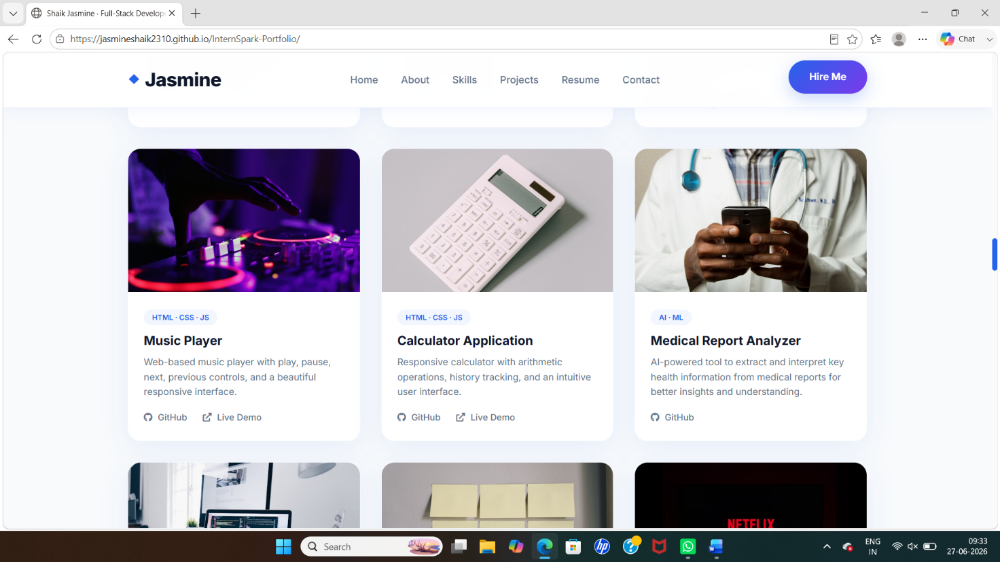 Shaik Jasmine · Full-Stack Develop
https://jasmineshaik2310.github.io/InternSpark-Portfolio/
Chat
Jasmine
Home
About
Skills
Projects
Resume
Contact
Hire Me
HTML · CSS · JS
Music Player
Web-based music player with play, pause,
next, previous controls, and a beautiful
responsive interface.
GitHub
Live Demo
HTML · CSS · JS
Calculator Application
Responsive calculator with arithmetic
operations, history tracking, and an intuitive
user interface.
GitHub
Live Demo
AI · ML
Medical Report Analyzer
AI-powered tool to extract and interpret key
health information from medical reports for
better insights and understanding.
GitHub
NETFLIX
Search
hp
ENG
IN
09:33
27-06-2026